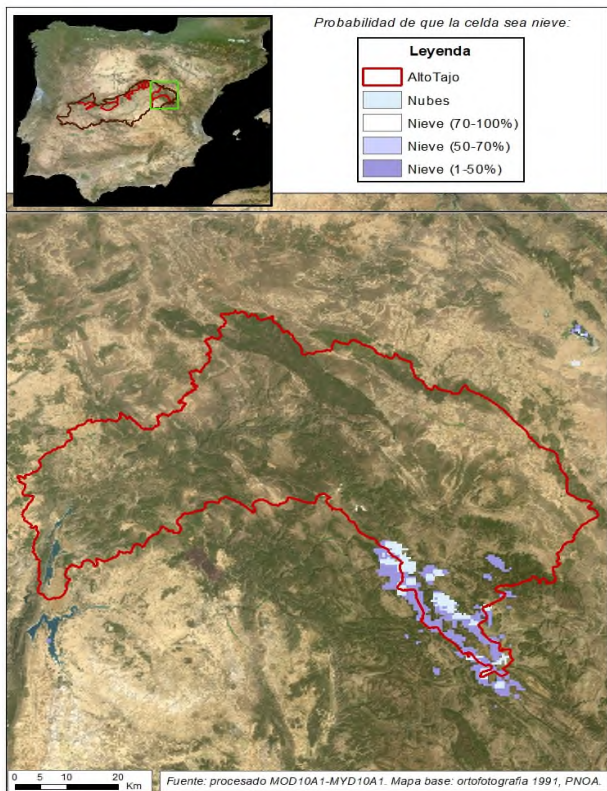 Probabilidad de que la celda sea nieve:
Leyenda
AltoTajo
Nubes
Nieve (70-100%)
Nieve (50-70%)
Nieve (1-50%)
0 5 10 20
Km
Fuente: procesado MOD10A1-MYD10A1. Mapa base: ortofotografia 1991, PNOA.